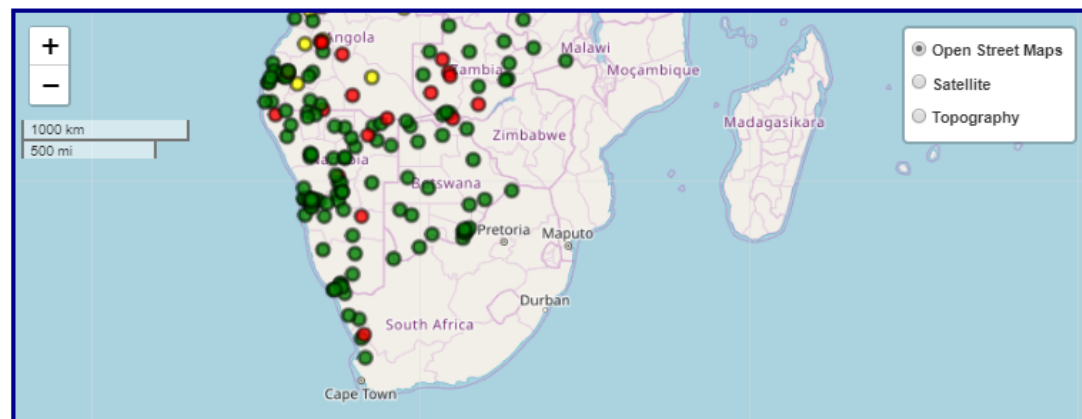 +
−
1000 km
500 mi
Open Street Maps
Satellite
Topography
Angola
Malawi
Zambia
Moçambique
Madagasikara
Zimbabwe
Namibia
Botswana
Pretoria
Maputo
Durban
South Africa
Cape Town